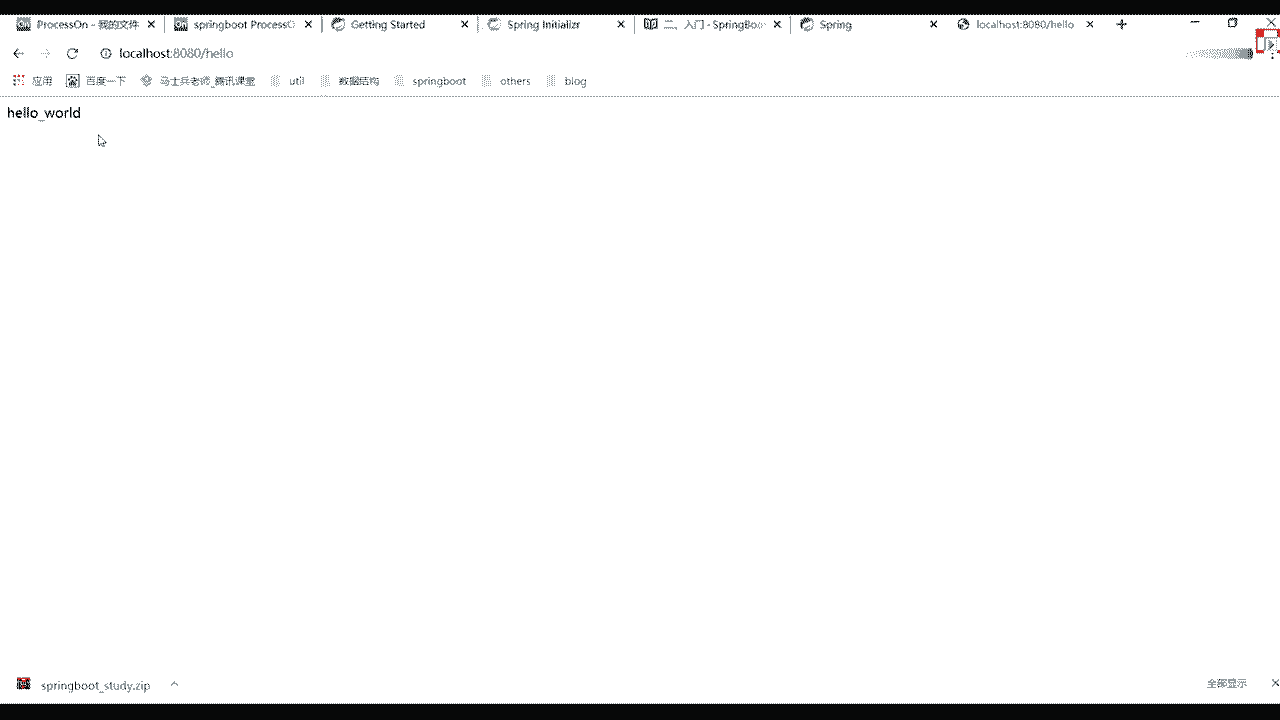 ProcessOn - 我的文件
springboot Process
Getting Started
Spring Initializr
二、入门 - SpringBo
Spring
localhost:8080/hello
localhost:8080/hello
应用
百度一下
马士兵老师_腾讯课堂
util
数据结构
springboot
others
blog
hello_world
springboot_study.zip
全部显示